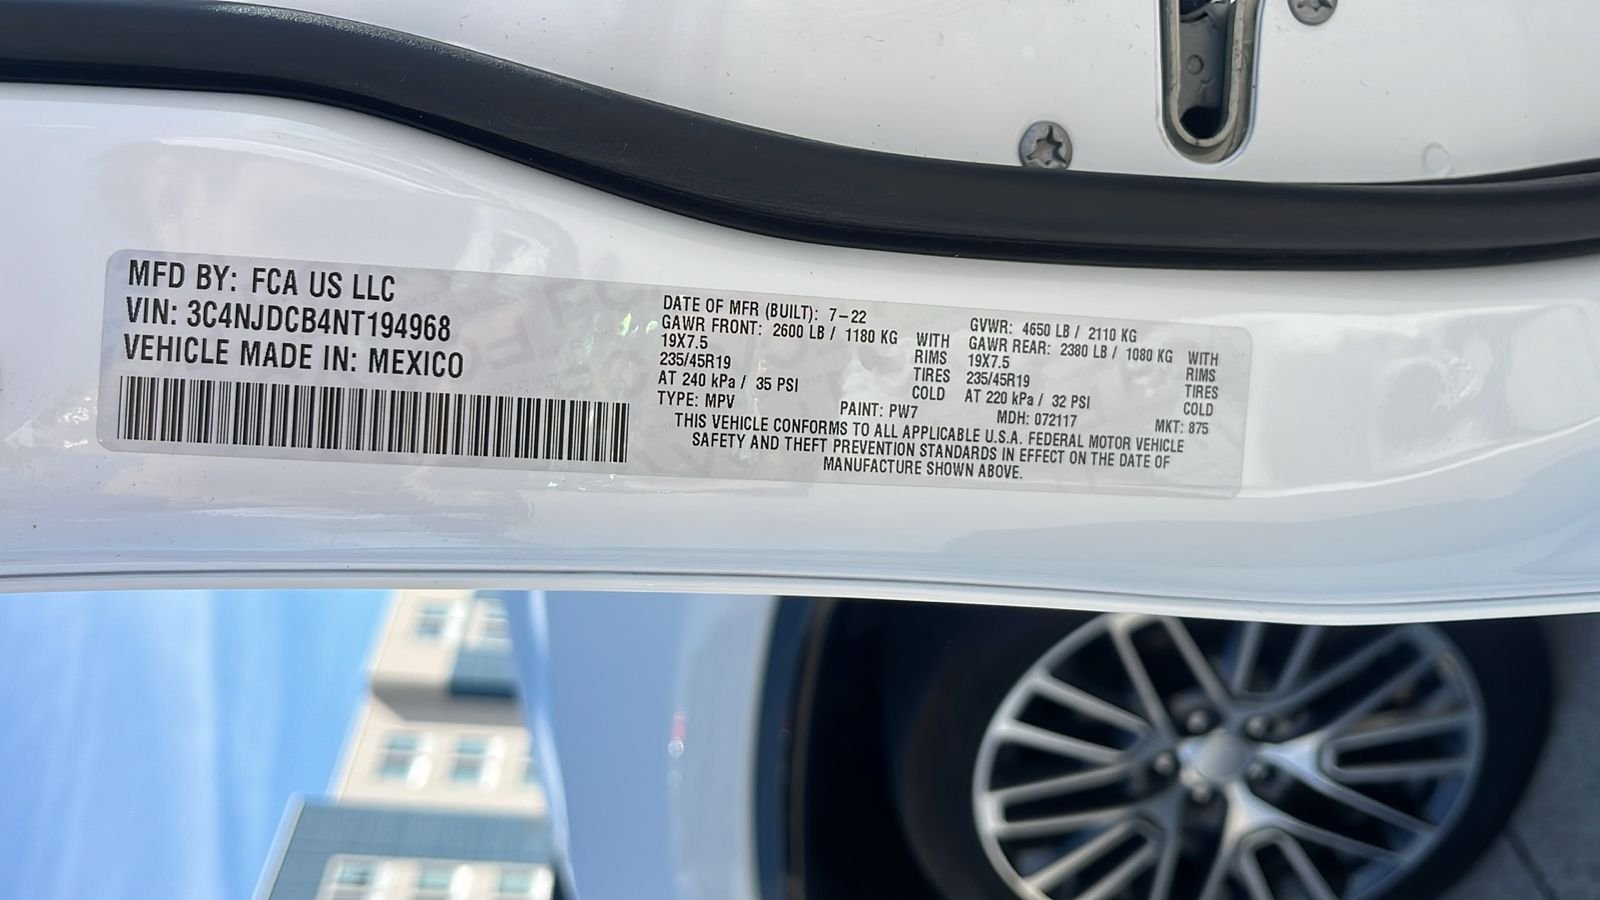 MFD BY: FCA US LLC
VIN: 3C4NJDCB4NT194968
VEHICLE MADE IN: MEXICO
DATE OF MFR (BUILT): 7-22
GAWR FRONT: 2600 LB / 1180 KG WITH
19X7.5 RIMS
235/45R19 TIRES
AT 240 kPa / 35 PSI COLD
TYPE: MPV
GVWR: 4650 LB / 2110 KG
GAWR REAR: 2380 LB / 1080 KG WITH
19X7.5 RIMS
235/45R19 TIRES
AT 220 kPa / 32 PSI COLD
PAINT: PW7 MDH: 072117 MKT: 875
THIS VEHICLE CONFORMS TO ALL APPLICABLE U.S.A. FEDERAL MOTOR VEHICLE
SAFETY AND THEFT PREVENTION STANDARDS IN EFFECT ON THE DATE OF
MANUFACTURE SHOWN ABOVE.